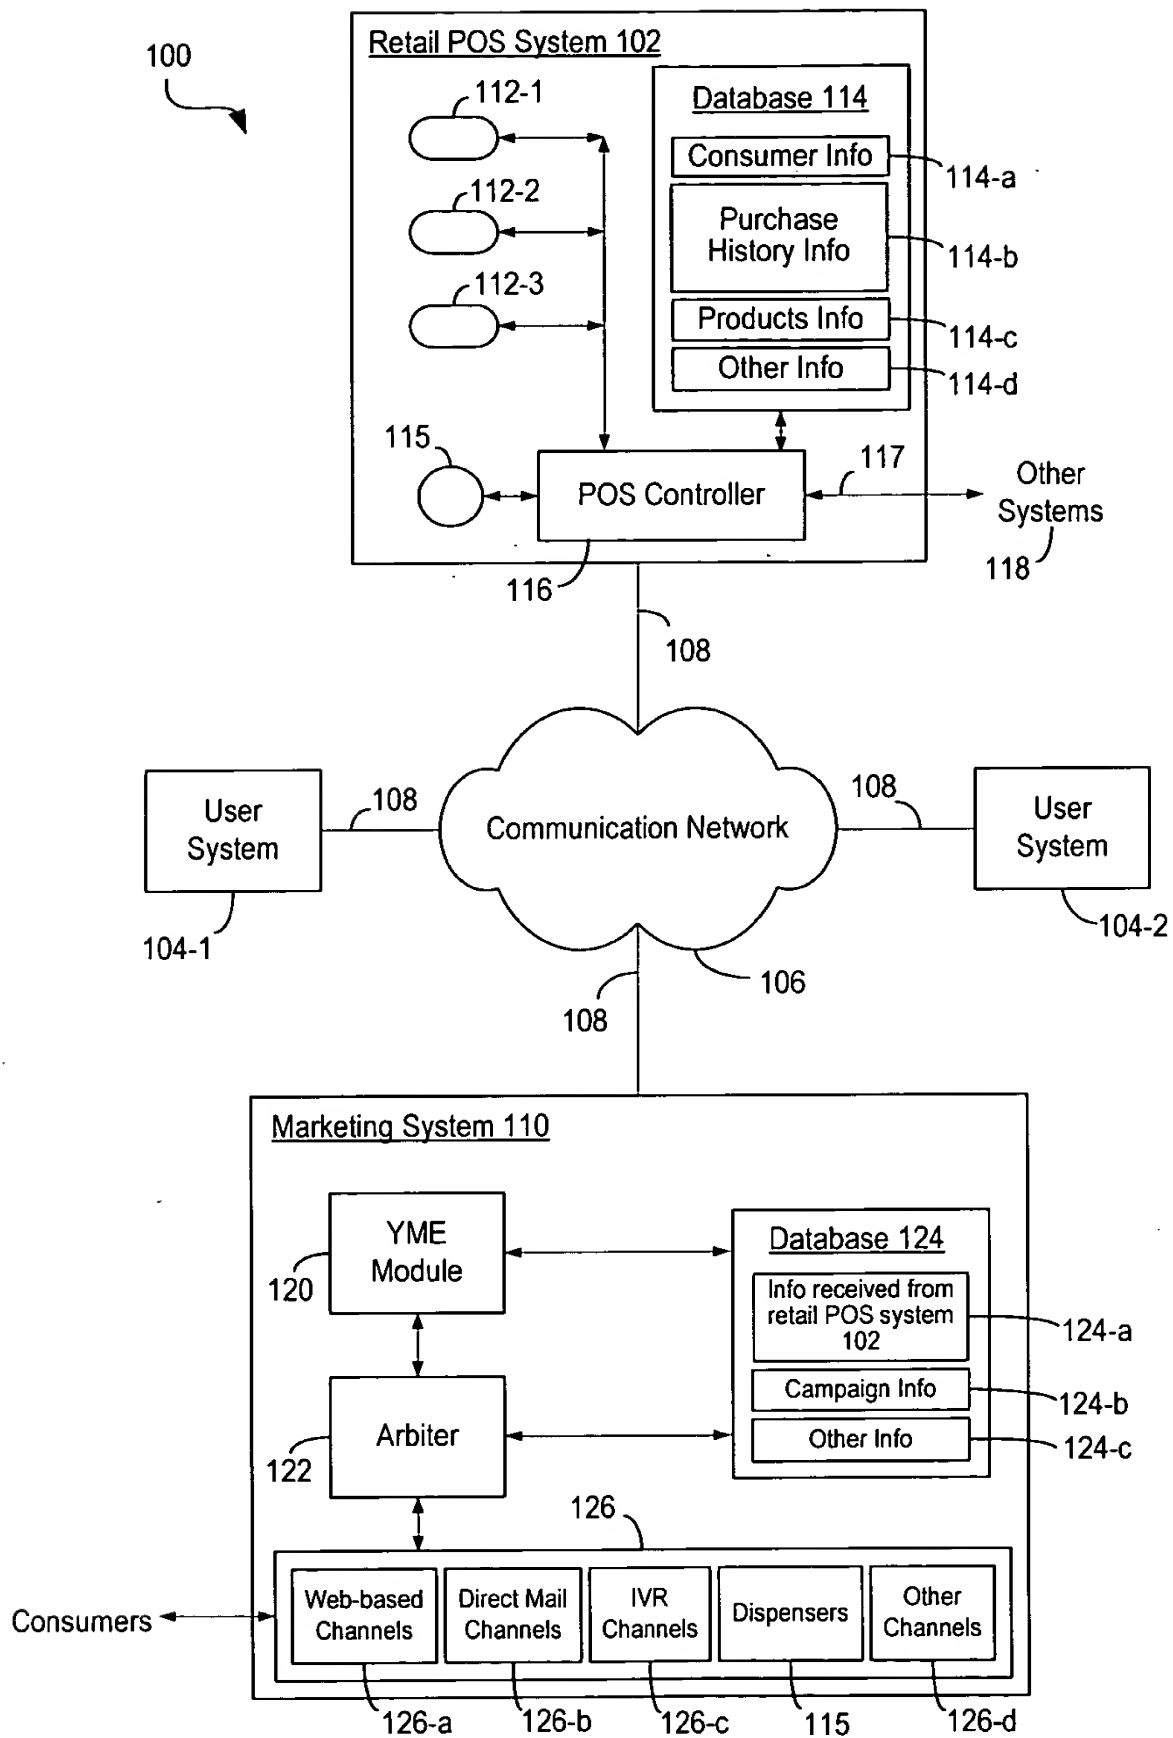 100
Retail POS System 102
112-1
112-2
112-3
Database 114
Consumer Info
114-a
Purchase
History Info
114-b
Products Info
114-c
Other Info
114-d
115
POS Controller
116
117
Other
Systems
118
108
User
System
104-1
108
Communication Network
106
108
User
System
104-2
108
Marketing System 110
YME
Module
120
Arbiter
122
Database 124
Info received from
retail POS system
102
124-a
Campaign Info
124-b
Other Info
124-c
126
Consumers
Web-based
Channels
126-a
Direct Mail
Channels
126-b
IVR
Channels
126-c
Dispensers
115
Other
Channels
126-d